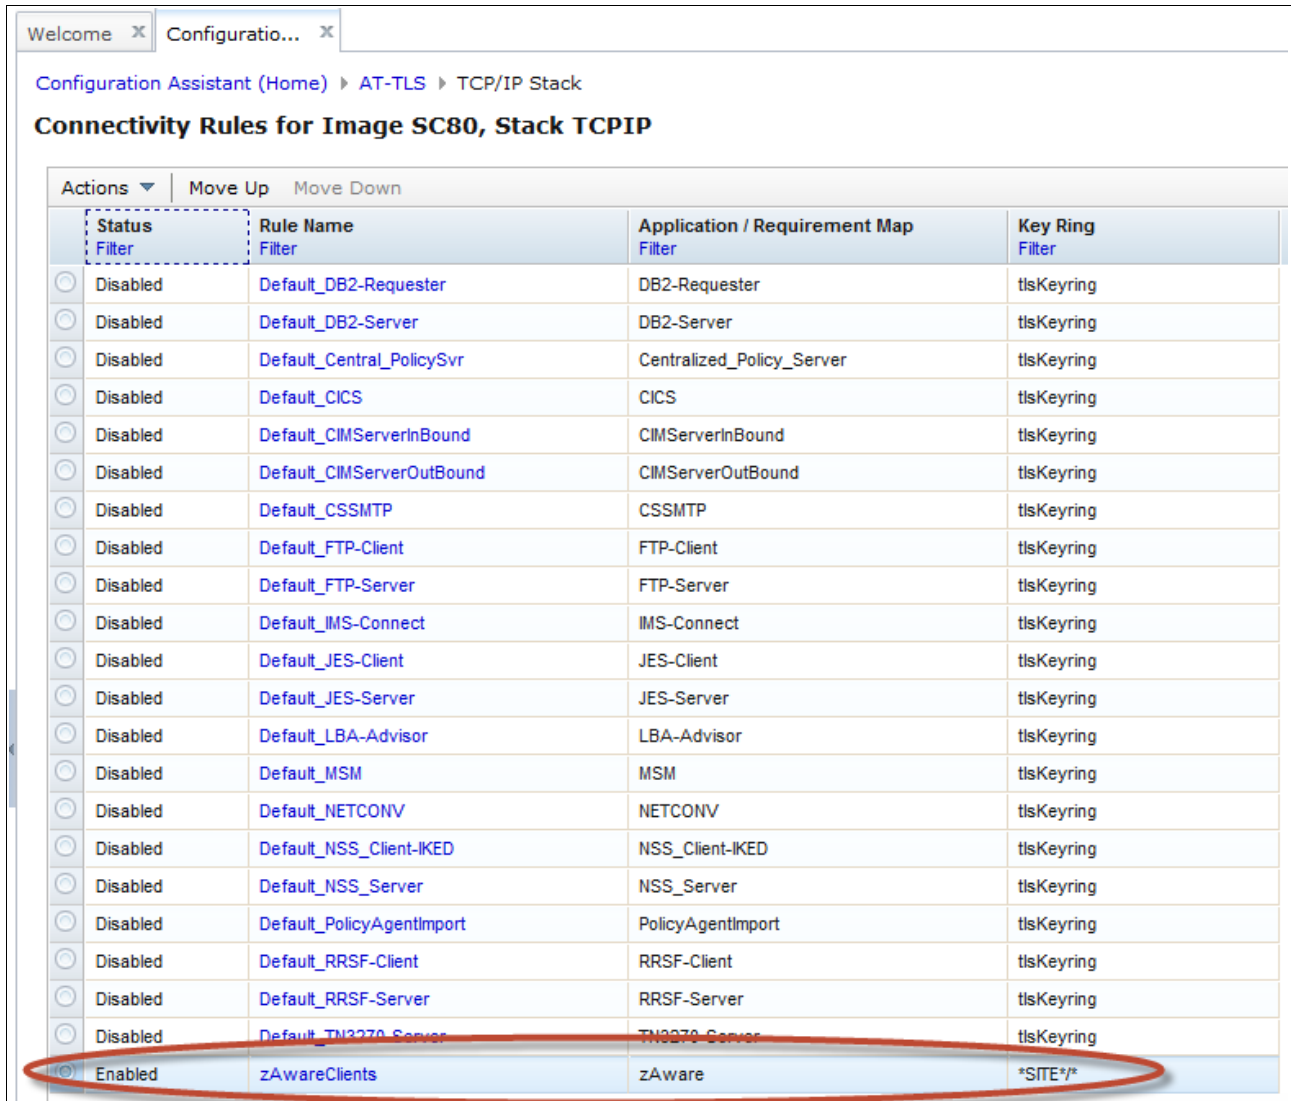 Welcome X Configuratio... X
Configuration Assistant (Home) AT-TLS TCP/IP Stack
Connectivity Rules for Image SC80, Stack TCPIP
Actions Move Up Move Down
Status Rule Name Application / Requirement Map Key Ring
Filter Filter Filter Filter
Disabled Default_DB2-Requester DB2-Requester tlsKeyring
Disabled Default_DB2-Server DB2-Server tlsKeyring
Disabled Default_Central_PolicySvr Centralized_Policy_Server tlsKeyring
Disabled Default_CICS CICS tlsKeyring
Disabled Default_CIMServerInBound CIMServerInBound tlsKeyring
Disabled Default_CIMServerOutBound CIMServerOutBound tlsKeyring
Disabled Default_CSSMTP CSSMTP tlsKeyring
Disabled Default_FTP-Client FTP-Client tlsKeyring
Disabled Default_FTP-Server FTP-Server tlsKeyring
Disabled Default_IMS-Connect IMS-Connect tlsKeyring
Disabled Default_JES-Client JES-Client tlsKeyring
Disabled Default_JES-Server JES-Server tlsKeyring
Disabled Default_LBA-Advisor LBA-Advisor tlsKeyring
Disabled Default_MSM MSM tlsKeyring
Disabled Default_NETCONV NETCONV tlsKeyring
Disabled Default_NSS_Client-IKED NSS_Client-IKED tlsKeyring
Disabled Default_NSS_Server NSS_Server tlsKeyring
Disabled Default_PolicyAgentImport PolicyAgentImport tlsKeyring
Disabled Default_RRSF-Client RRSF-Client tlsKeyring
Disabled Default_RRSF-Server RRSF-Server tlsKeyring
Disabled Default_TN3270-Server TN3270-Server tlsKeyring
Enabled zAwareClients zAware *SITE*/*